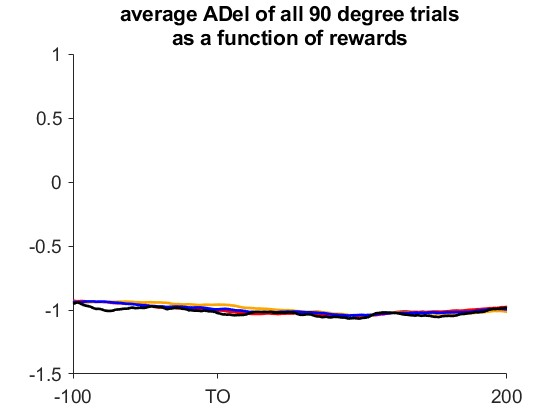 average ADel of all 90 degree trials
as a function of rewards
1
0.5
0
-0.5
-1
-1.5
-100
TO
200